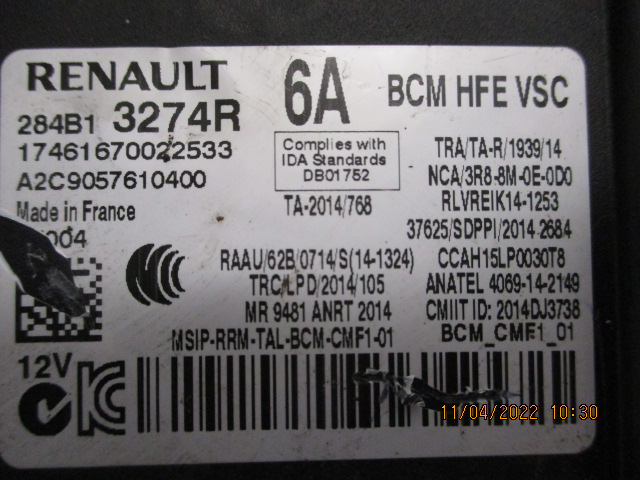 RENAULT 6A BCM HFE VSC
284B1 3274R
17461670022533
A2C9057610400
Made in France
004
Complies with
IDA Standards
DB01752
TA-2014/768
TRA/TA-R/1939/14
NCA/3R8-8M-0E-0D0
RLVREIK14-1253
37625/SDPPI/2014 2684
RAAU/62B/0714/S(14-1324) CCAH15LP0030T8
TRC/LPD/2014/105 ANATEL 4069-14-2149
MR 9481 ANRT 2014 CMIIT ID: 2014DJ3738
MSIP-RRM-TAL-BCM-CMF1-01 BCM_CMF1_01
12V
11/04/2022 10:30